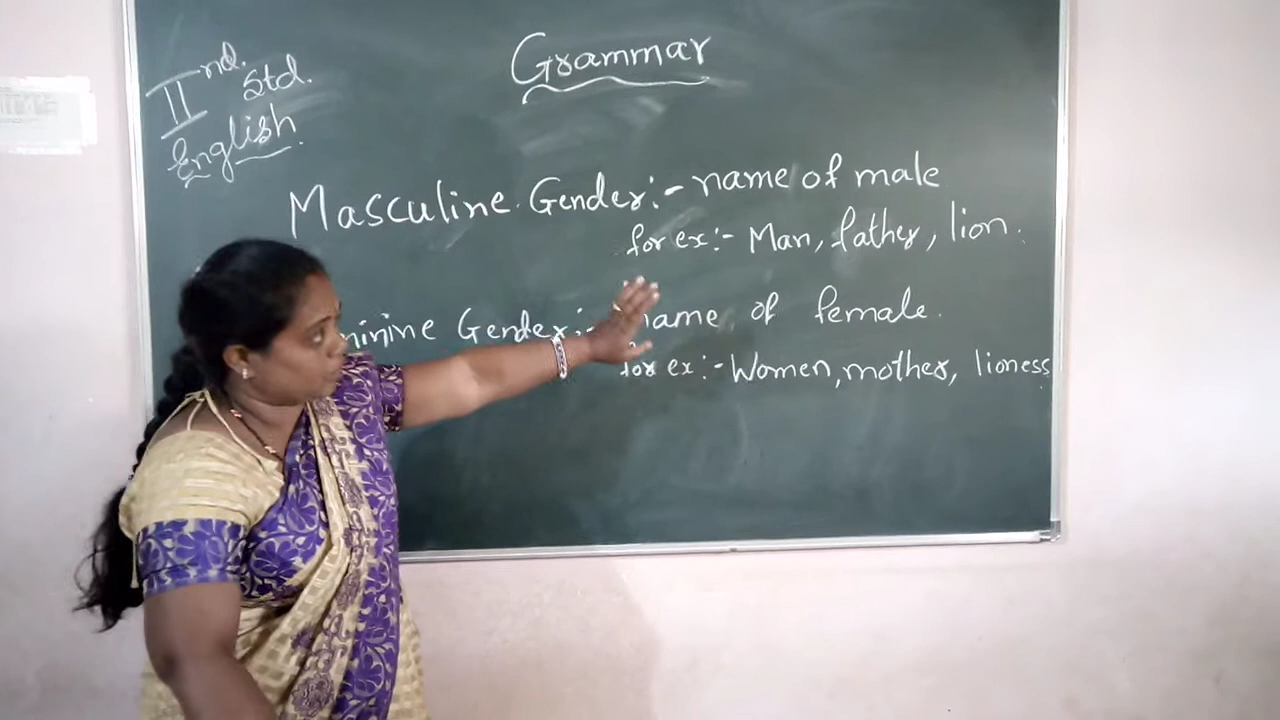 Grammar
IInd. Std.
English.
Masculine Gender:- name of male
for ex:- Man, father, lion.
Gender:- name of female.
for ex:- Women, mother, lioness